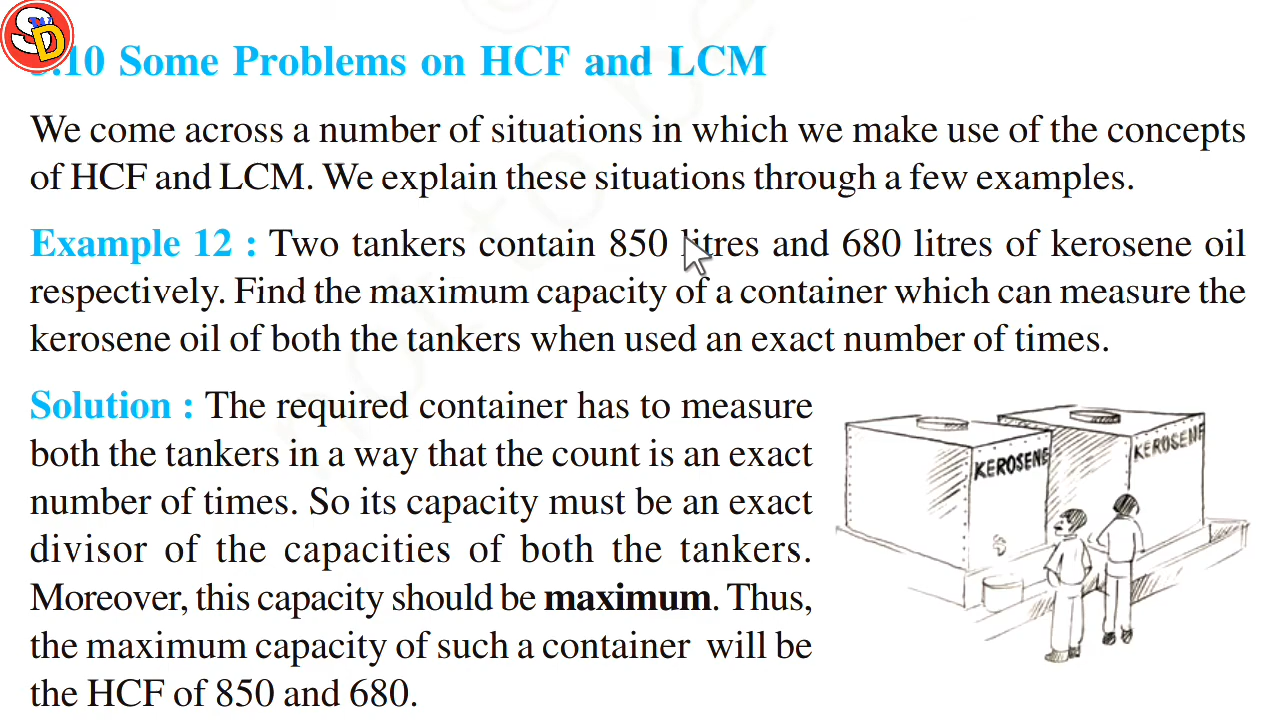 SD
.10 Some Problems on HCF and LCM
We come across a number of situations in which we make use of the concepts
of HCF and LCM. We explain these situations through a few examples.
Example 12 : Two tankers contain 850 litres and 680 litres of kerosene oil
respectively. Find the maximum capacity of a container which can measure the
kerosene oil of both the tankers when used an exact number of times.
Solution : The required container has to measure
both the tankers in a way that the count is an exact
number of times. So its capacity must be an exact
divisor of the capacities of both the tankers.
Moreover, this capacity should be maximum. Thus,
the maximum capacity of such a container will be
the HCF of 850 and 680.
KEROSENE
KEROSENE